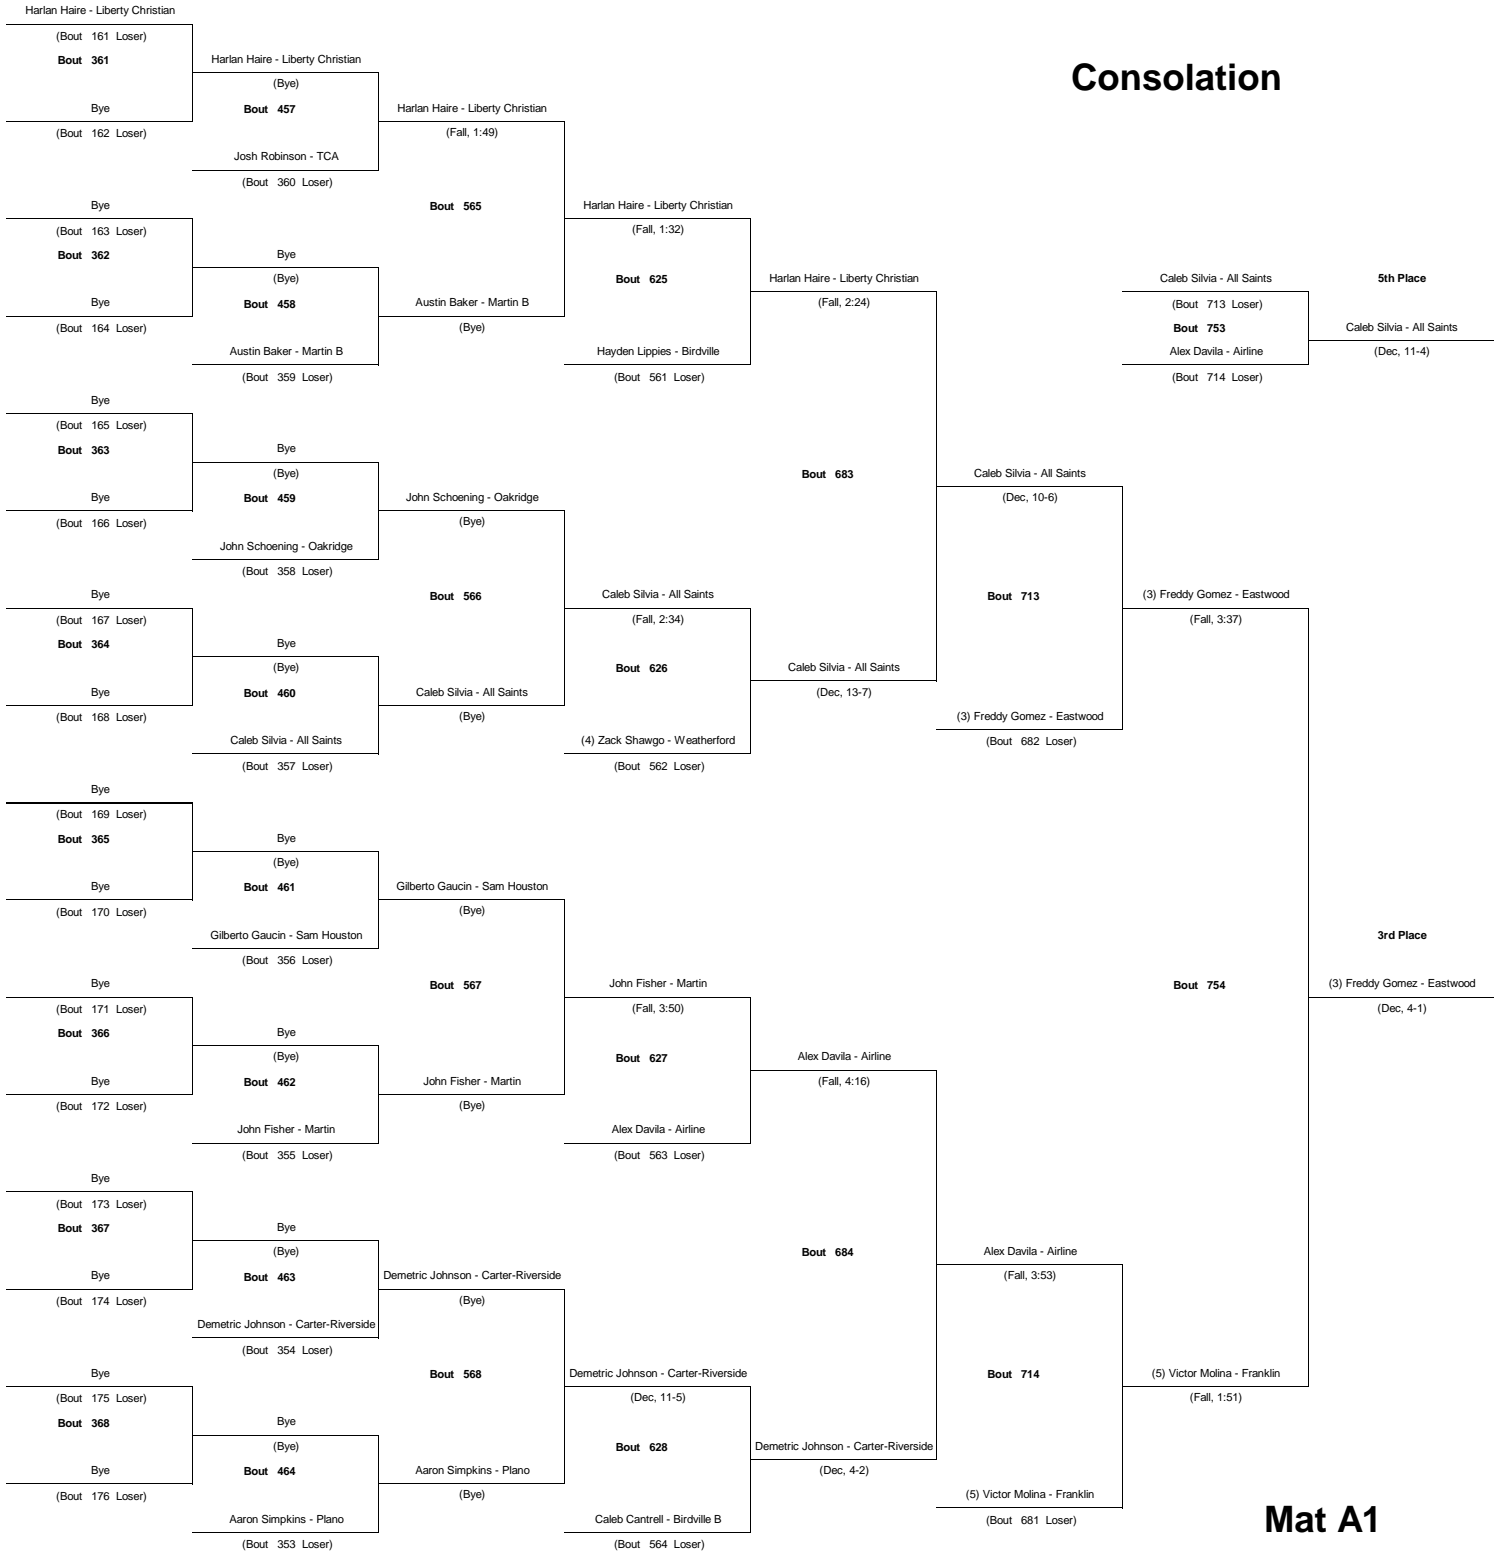 Harlan Haire - Liberty Christian
(Bout 161 Loser)
Bout 361
Bye
(Bout 162 Loser)
Bye
(Bout 163 Loser)
Bout 362
Bye
(Bout 164 Loser)
Bye
(Bout 165 Loser)
Bout 363
Bye
(Bout 166 Loser)
Bye
(Bout 167 Loser)
Bout 364
Bye
(Bout 168 Loser)
Bye
(Bout 169 Loser)
Bout 365
Bye
(Bout 170 Loser)
Bye
(Bout 171 Loser)
Bout 366
Bye
(Bout 172 Loser)
Bye
(Bout 173 Loser)
Bout 367
Bye
(Bout 174 Loser)
Bye
(Bout 175 Loser)
Bout 368
Bye
(Bout 176 Loser)
Harlan Haire - Liberty Christian
(Bye)
Bout 457
Josh Robinson - TCA
(Bout 360 Loser)
Bye
(Bye)
Bout 458
Austin Baker - Martin B
(Bout 359 Loser)
Bye
(Bye)
Bout 459
John Schoening - Oakridge
(Bout 358 Loser)
Bye
(Bye)
Bout 460
Caleb Silvia - All Saints
(Bout 357 Loser)
Bye
(Bye)
Bout 461
Gilberto Gaucin - Sam Houston
(Bout 356 Loser)
Bye
(Bye)
Bout 462
John Fisher - Martin
(Bout 355 Loser)
Bye
(Bye)
Bout 463
Demetric Johnson - Carter-Riverside
(Bout 354 Loser)
Bye
(Bye)
Bout 464
Aaron Simpkins - Plano
(Bout 353 Loser)
Harlan Haire - Liberty Christian
(Fall, 1:49)
Bout 565
Austin Baker - Martin B
(Bye)
John Schoening - Oakridge
(Bye)
Bout 566
Caleb Silvia - All Saints
(Bye)
Gilberto Gaucin - Sam Houston
(Bye)
Bout 567
John Fisher - Martin
(Bye)
Demetric Johnson - Carter-Riverside
(Bye)
Bout 568
Aaron Simpkins - Plano
(Bye)
Harlan Haire - Liberty Christian
(Fall, 1:32)
Bout 625
Hayden Lippies - Birdville
(Bout 561 Loser)
Caleb Silvia - All Saints
(Fall, 2:34)
Bout 626
(4) Zack Shawgo - Weatherford
(Bout 562 Loser)
John Fisher - Martin
(Fall, 3:50)
Bout 627
Alex Davila - Airline
(Bout 563 Loser)
Demetric Johnson - Carter-Riverside
(Dec, 11-5)
Bout 628
Caleb Cantrell - Birdville B
(Bout 564 Loser)
Harlan Haire - Liberty Christian
(Fall, 2:24)
Bout 683
Caleb Silvia - All Saints
(Dec, 13-7)
Alex Davila - Airline
(Fall, 4:16)
Bout 684
Demetric Johnson - Carter-Riverside
(Dec, 4-2)
Caleb Silvia - All Saints
(Dec, 10-6)
Bout 713
(3) Freddy Gomez - Eastwood
(Bout 682 Loser)
Alex Davila - Airline
(Fall, 3:53)
Bout 714
(5) Victor Molina - Franklin
(Bout 681 Loser)
Consolation
Caleb Silvia - All Saints
(Bout 713 Loser)
Bout 753
Alex Davila - Airline
(Bout 714 Loser)
5th Place
Caleb Silvia - All Saints
(Dec, 11-4)
(3) Freddy Gomez - Eastwood
(Fall, 3:37)
Bout 754
(5) Victor Molina - Franklin
(Fall, 1:51)
3rd Place
(3) Freddy Gomez - Eastwood
(Dec, 4-1)
Mat A1